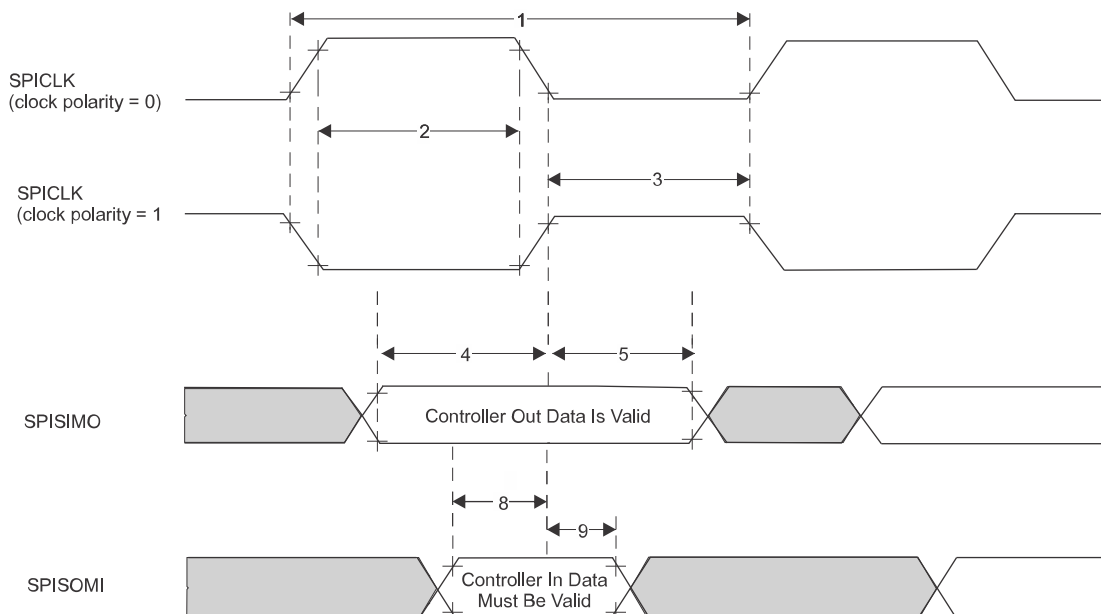 1
SPICLK
(clock polarity = 0)
2
3
SPICLK
(clock polarity = 1
4
5
SPISIMO
Controller Out Data Is Valid
8
9
SPISOMI
Controller In Data
Must Be Valid